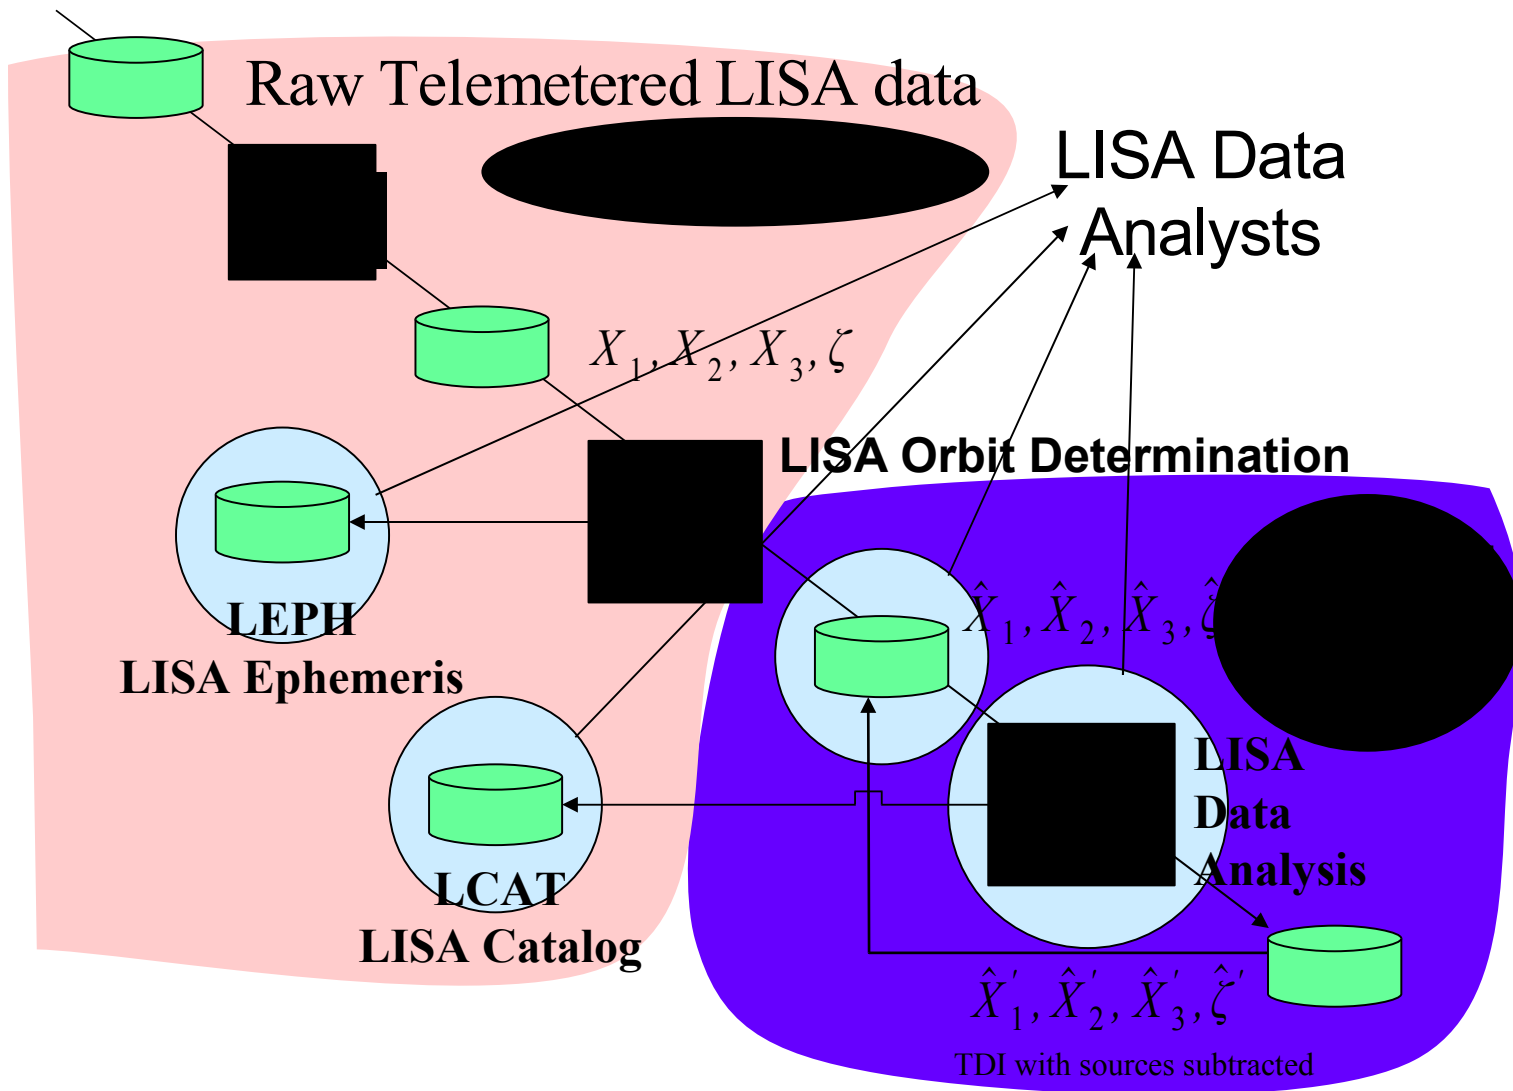 Raw Telemetered LISA data
LISA Data
Analysts
X₁, X₂, X₃, ζ
LISA Orbit Determination
LEPH
LISA Ephemeris
X̂₁, X̂₂, X̂₃, ζ̂
LISA
Data
Analysis
LCAT
LISA Catalog
X̂₁′, X̂₂′, X̂₃′, ζ̂′
TDI with sources subtracted